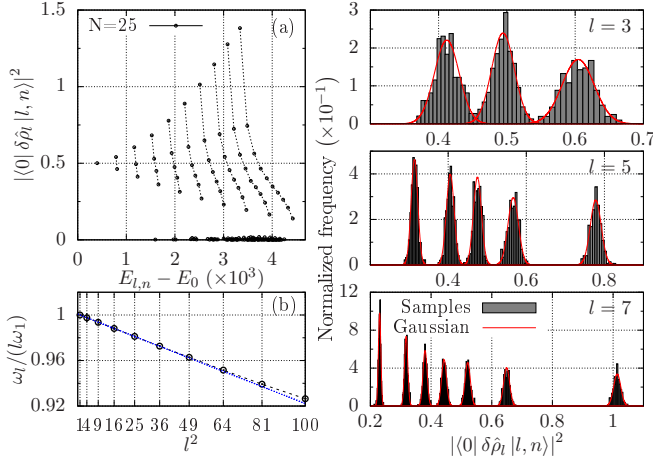 N=25
(a)
|⟨0| δρ̂_l |l, n⟩|²
1.5
1
0.5
0
0 1 2 3 4
E_{l,n} − E_0 (×10³)
(b)
ω_l/(lω_1)
1
0.96
0.92
1 4 9 16 25 36 49 64 81 100
l²
Normalized frequency (×10⁻¹)
l = 3
3
2
1
0
0.4 0.5 0.6 0.7
l = 5
4
2
0
0.4 0.6 0.8
l = 7
Samples
Gaussian
12
9
6
3
0
0.2 0.4 0.6 0.8 1
|⟨0| δρ̂_l |l, n⟩|²